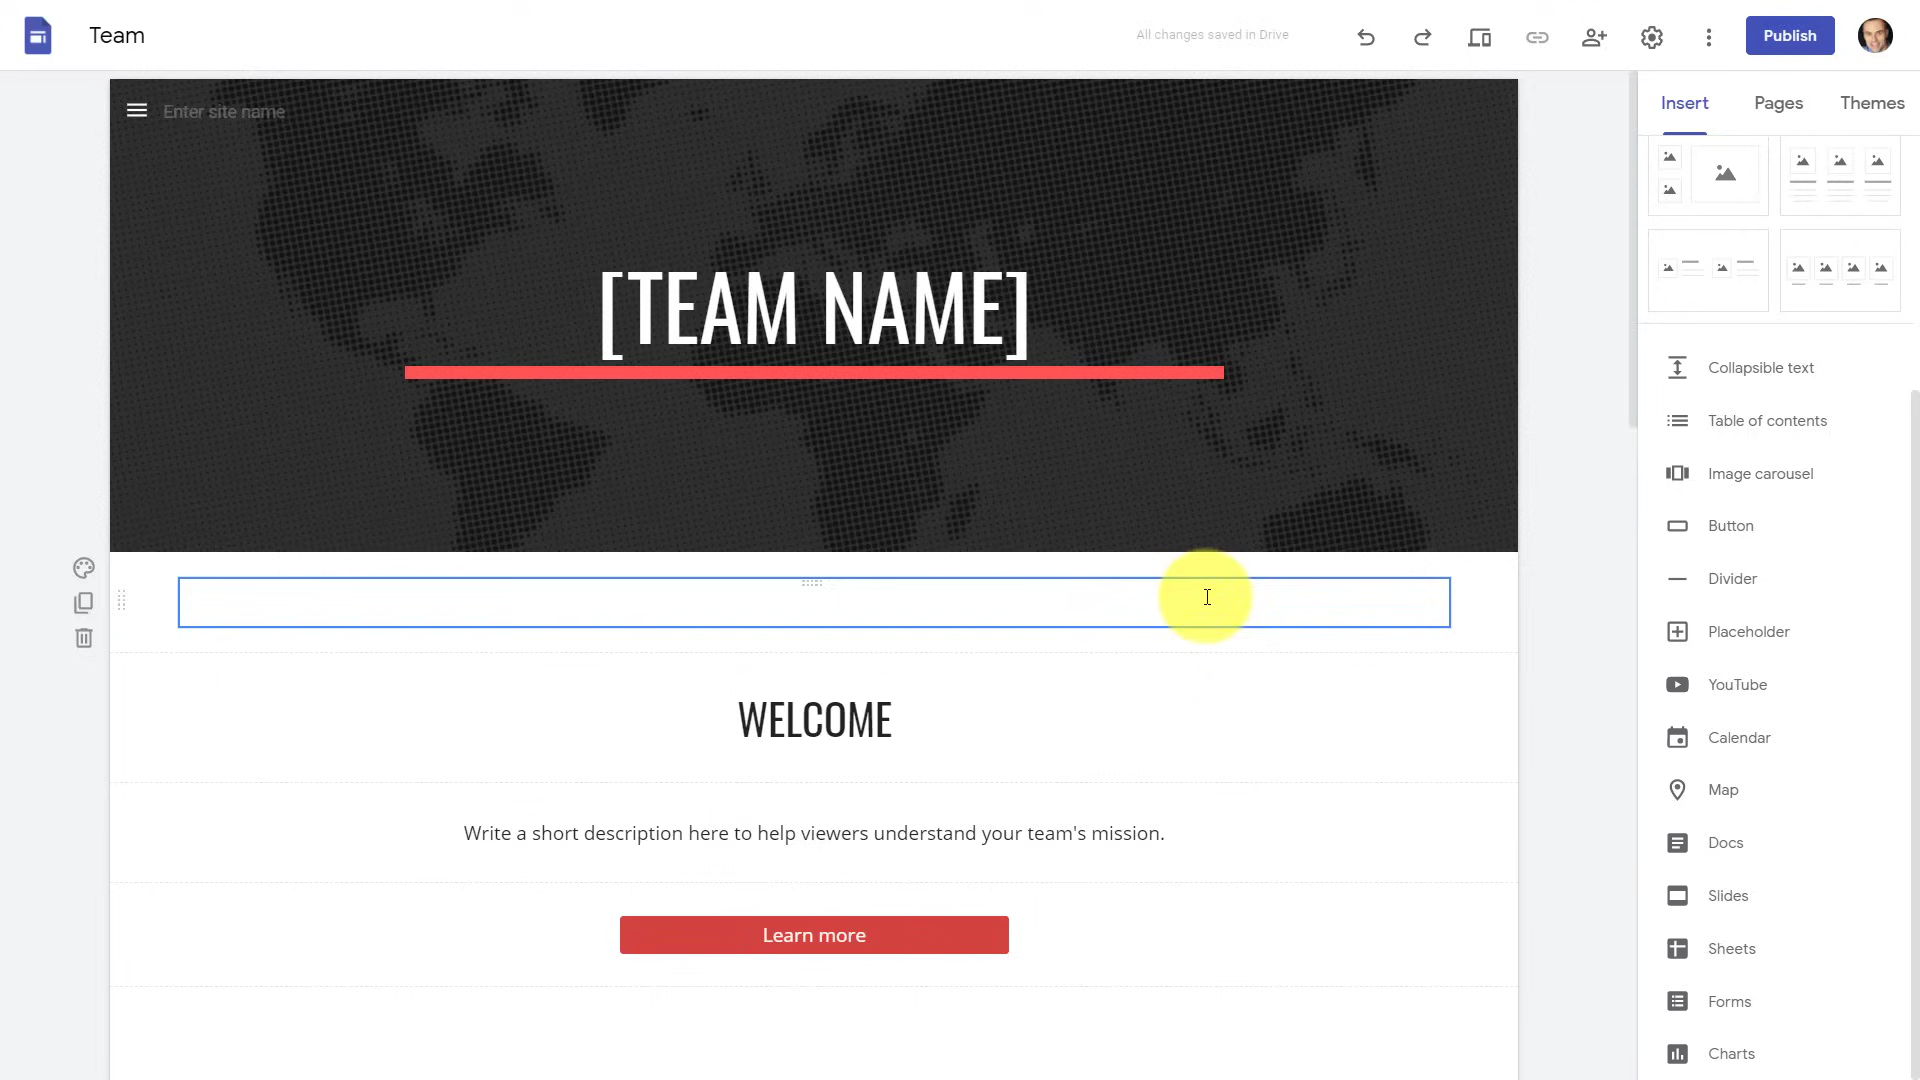 Team
All changes saved in Drive
Publish
Enter site name
Insert
Pages
Themes
[TEAM NAME]
Collapsible text
Table of contents
Image carousel
Button
Divider
Placeholder
YouTube
Calendar
Map
Docs
Slides
Sheets
Forms
Charts
WELCOME
Write a short description here to help viewers understand your team's mission.
Learn more